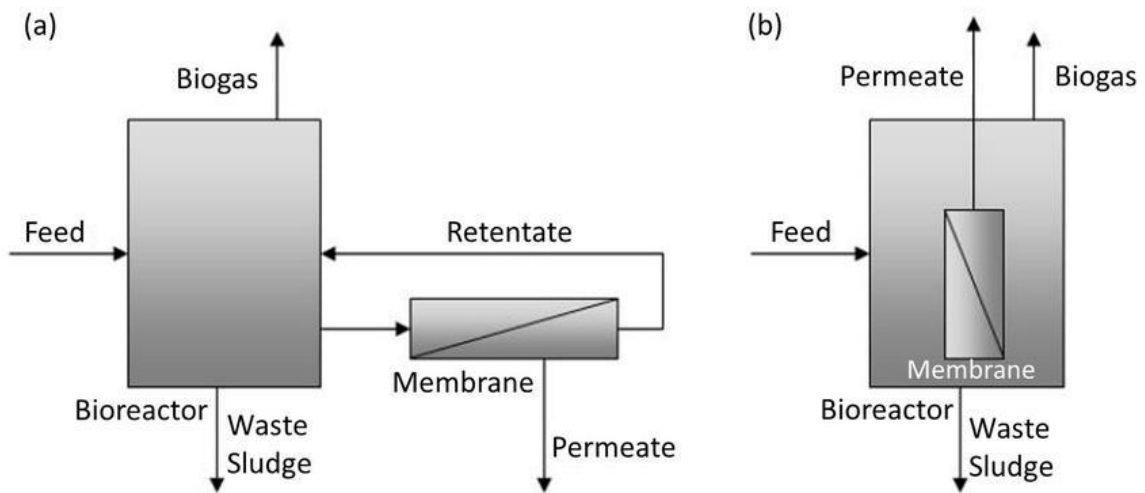 (a)
Biogas
Feed
Retentate
Membrane
Bioreactor
Waste
Sludge
Permeate
(b)
Permeate
Biogas
Feed
Membrane
Bioreactor
Waste
Sludge